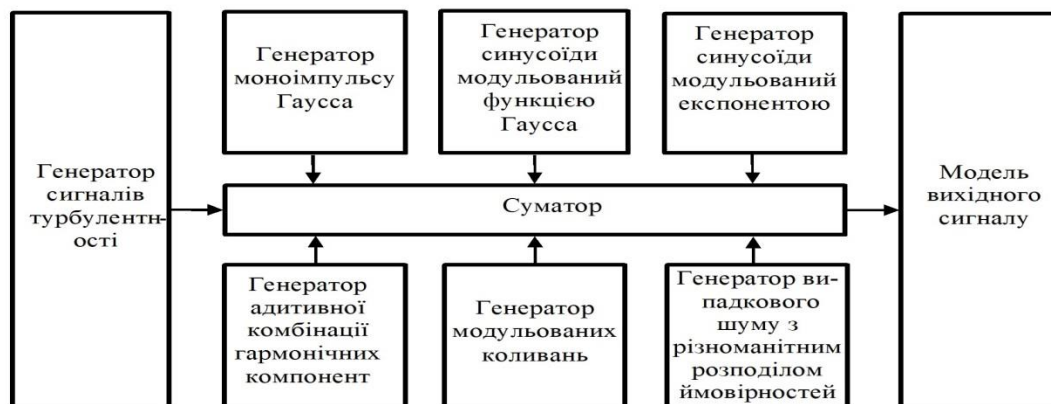 Генератор
сигналів
турбулентн-
ості
Генератор
моноімпульсу
Гаусса
Генератор
синусоїди
модульований
функцією
Гаусса
Генератор
синусоїди
модульований
експонентою
Суматор
Генератор
адитивної
комбінації
гармонічних
компонент
Генератор
модульованих
коливань
Генератор ви-
падкового
шуму з
різноманітним
розподілом
ймовірностей
Модель
вихідного
сигналу